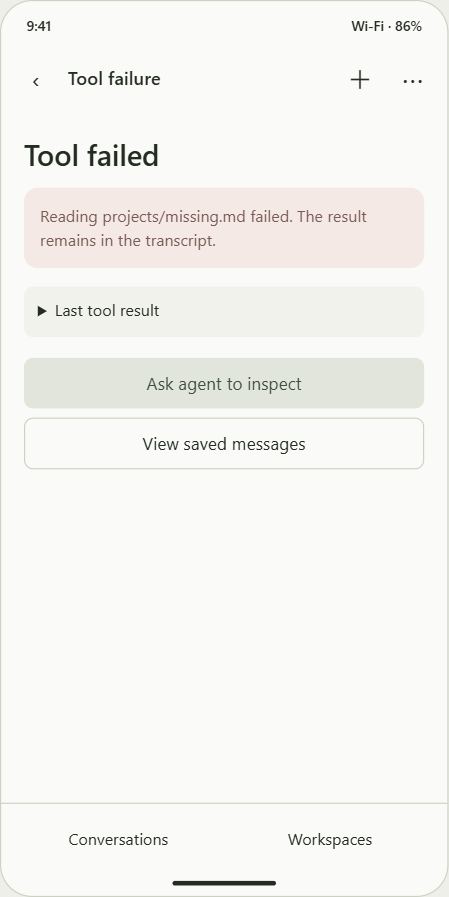 9:41 Wi-Fi · 86%
‹ Tool failure + ...
Tool failed
Reading projects/missing.md failed. The result
remains in the transcript.
▶ Last tool result
Ask agent to inspect
View saved messages
Conversations Workspaces